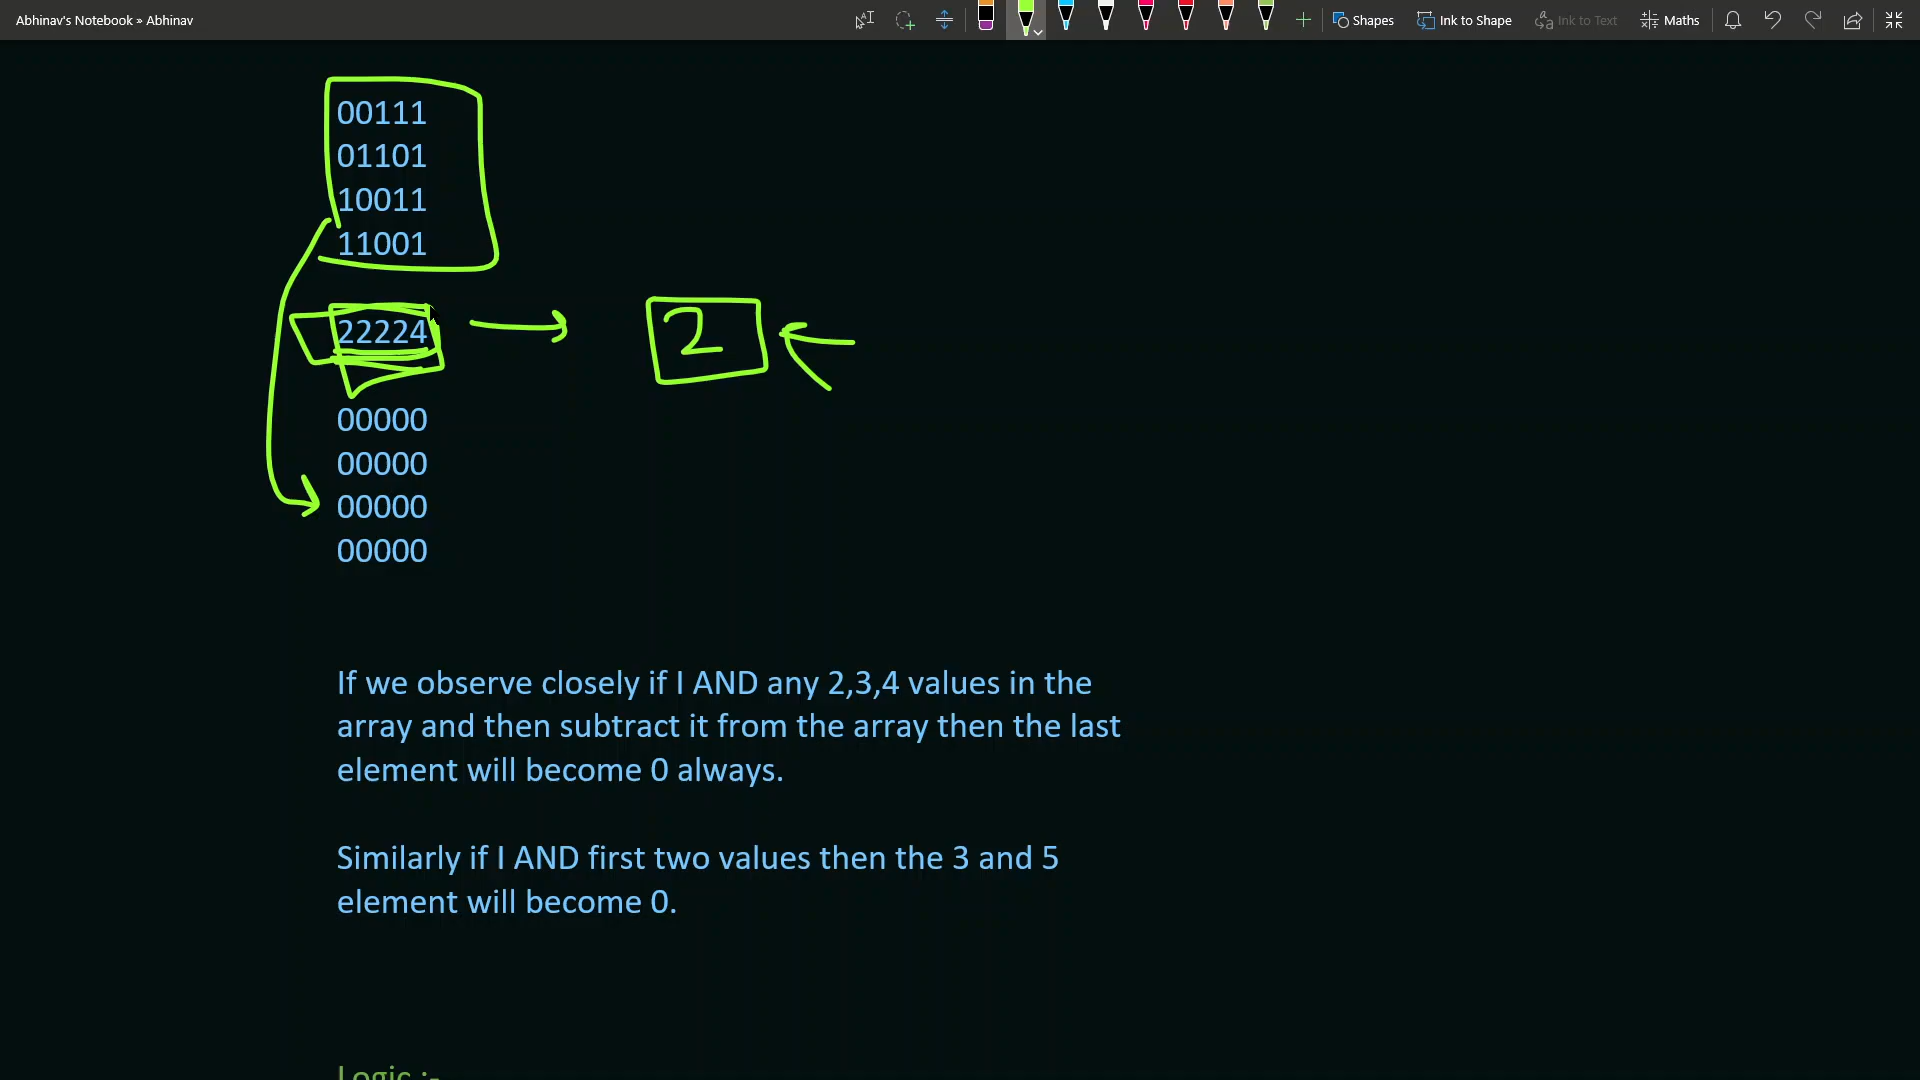 Abhinav's Notebook » Abhinav
Shapes
Ink to Shape
Ink to Text
Maths
00111
01101
10011
11001
22224
2
00000
00000
00000
00000
If we observe closely if I AND any 2,3,4 values in the
array and then subtract it from the array then the last
element will become 0 always.
Similarly if I AND first two values then the 3 and 5
element will become 0.
Logic :-